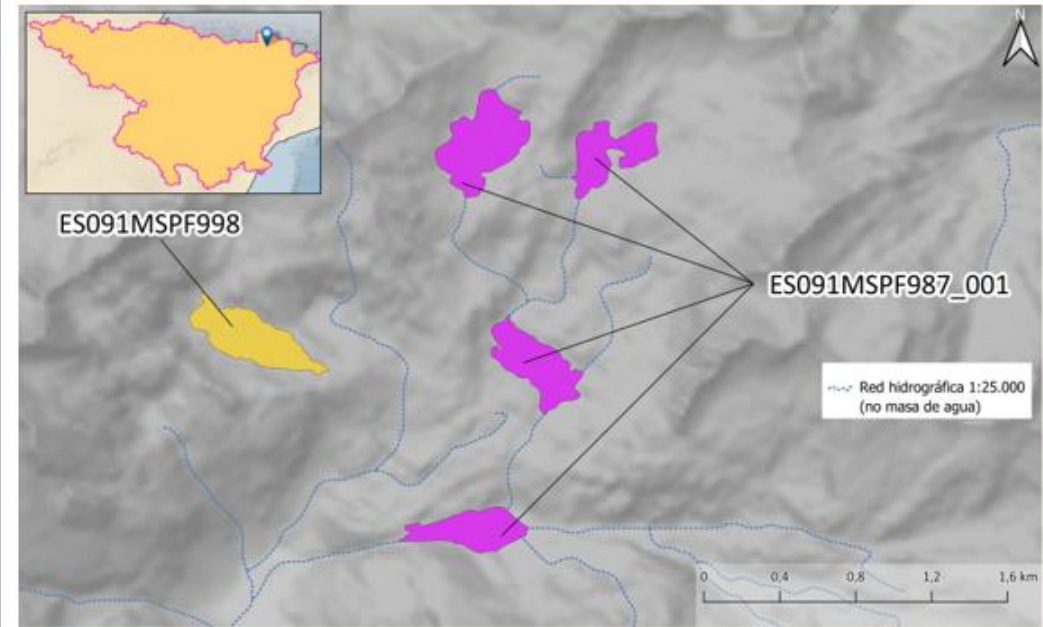 N
ES091MSPF998
ES091MSPF987_001
Red hidrográfica 1:25.000
(no masa de agua)
0 0,4 0,8 1,2 1,6 km